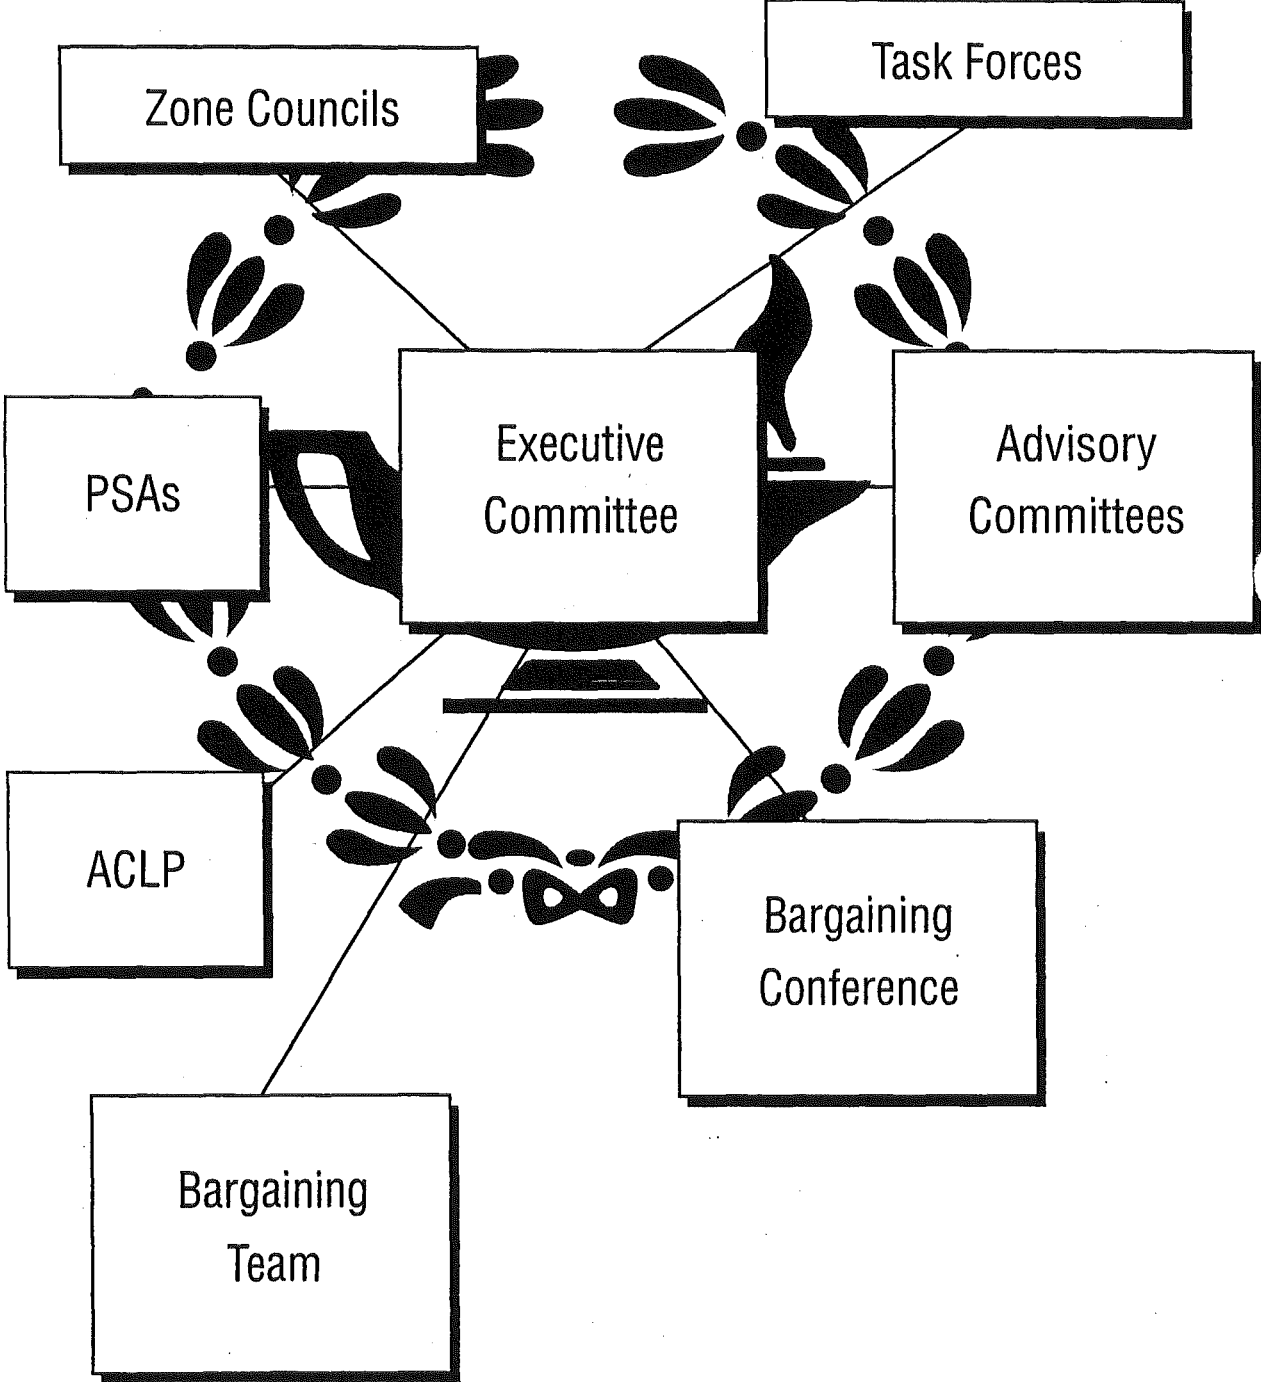 Task Forces
Zone Councils
Executive
Committee
Advisory
Committees
PSAs
ACLP
Bargaining
Conference
Bargaining
Team